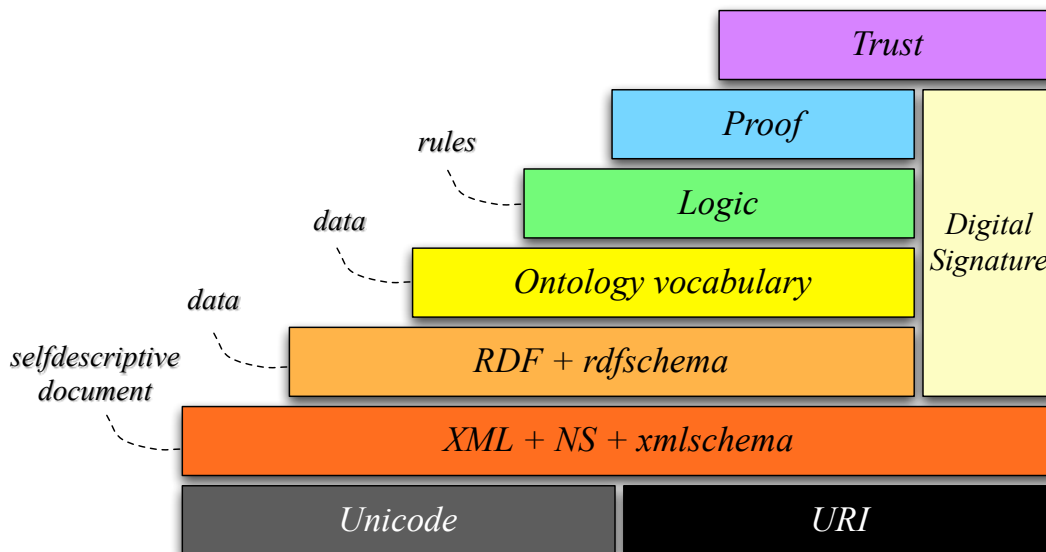 Trust
Proof
rules
Logic
Digital
Signature
data
Ontology vocabulary
data
RDF + rdfschema
selfdescriptive
document
XML + NS + xmlschema
Unicode
URI